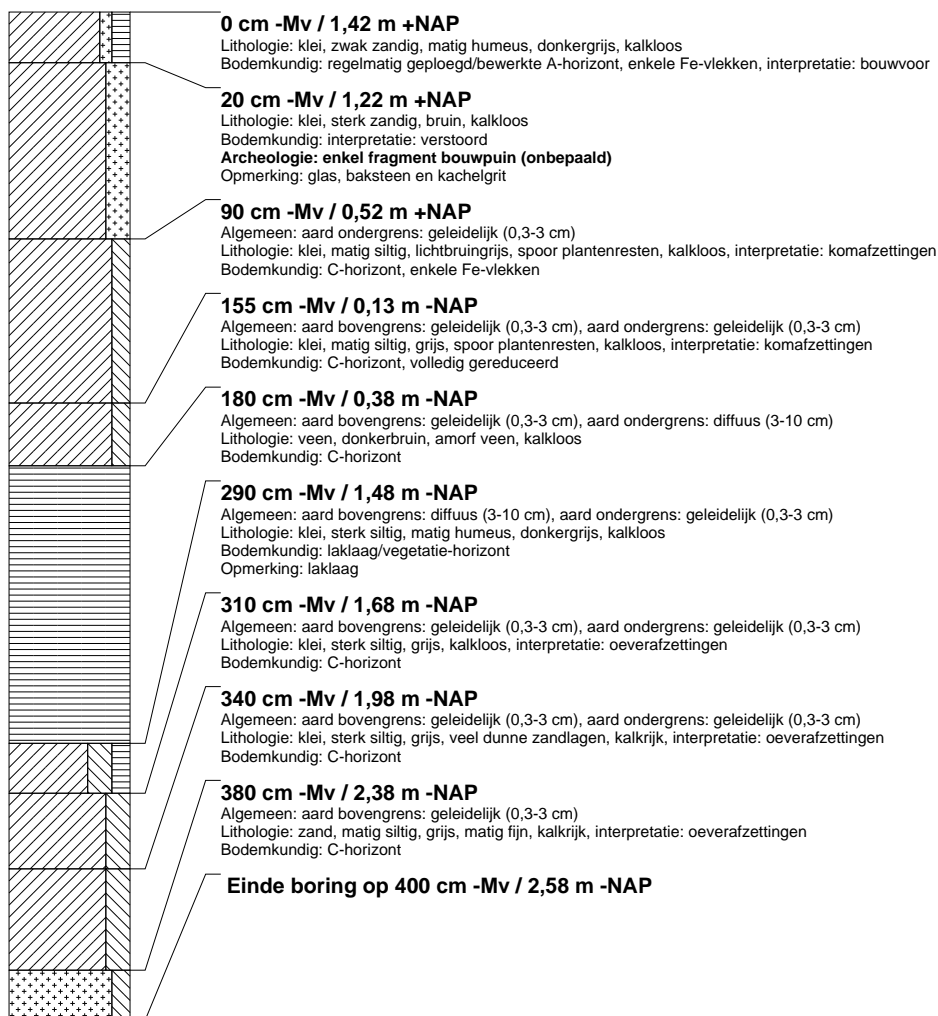 0 cm -Mv / 1,42 m +NAP
Lithologie: klei, zwak zandig, matig humeus, donkergrijs, kalkloos
Bodemkundig: regelmatig geploegd/bewerkte A-horizont, enkele Fe-vlekken, interpretatie: bouwvoor
20 cm -Mv / 1,22 m +NAP
Lithologie: klei, sterk zandig, bruin, kalkloos
Bodemkundig: interpretatie: verstoord
Archeologie: enkel fragment bouwpuin (onbepaald)
Opmerking: glas, baksteen en kachelgrit
90 cm -Mv / 0,52 m +NAP
Algemeen: aard ondergrens: geleidelijk (0,3-3 cm)
Lithologie: klei, matig siltig, lichtbruingrijs, spoor plantenresten, kalkloos, interpretatie: komafzettingen
Bodemkundig: C-horizont, enkele Fe-vlekken
155 cm -Mv / 0,13 m -NAP
Algemeen: aard bovengrens: geleidelijk (0,3-3 cm), aard ondergrens: geleidelijk (0,3-3 cm)
Lithologie: klei, matig siltig, grijs, spoor plantenresten, kalkloos, interpretatie: komafzettingen
Bodemkundig: C-horizont, volledig gereduceerd
180 cm -Mv / 0,38 m -NAP
Algemeen: aard bovengrens: geleidelijk (0,3-3 cm), aard ondergrens: diffuus (3-10 cm)
Lithologie: veen, donkerbruin, amorf veen, kalkloos
Bodemkundig: C-horizont
290 cm -Mv / 1,48 m -NAP
Algemeen: aard bovengrens: diffuus (3-10 cm), aard ondergrens: geleidelijk (0,3-3 cm)
Lithologie: klei, sterk siltig, matig humeus, donkergrijs, kalkloos
Bodemkundig: laklaag/vegetatie-horizont
Opmerking: laklaag
310 cm -Mv / 1,68 m -NAP
Algemeen: aard bovengrens: geleidelijk (0,3-3 cm), aard ondergrens: geleidelijk (0,3-3 cm)
Lithologie: klei, sterk siltig, grijs, kalkloos, interpretatie: oeverafzettingen
Bodemkundig: C-horizont
340 cm -Mv / 1,98 m -NAP
Algemeen: aard bovengrens: geleidelijk (0,3-3 cm), aard ondergrens: geleidelijk (0,3-3 cm)
Lithologie: klei, sterk siltig, grijs, veel dunne zandlagen, kalkrijk, interpretatie: oeverafzettingen
Bodemkundig: C-horizont
380 cm -Mv / 2,38 m -NAP
Algemeen: aard bovengrens: geleidelijk (0,3-3 cm)
Lithologie: zand, matig siltig, grijs, matig fijn, kalkrijk, interpretatie: oeverafzettingen
Bodemkundig: C-horizont
Einde boring op 400 cm -Mv / 2,58 m -NAP